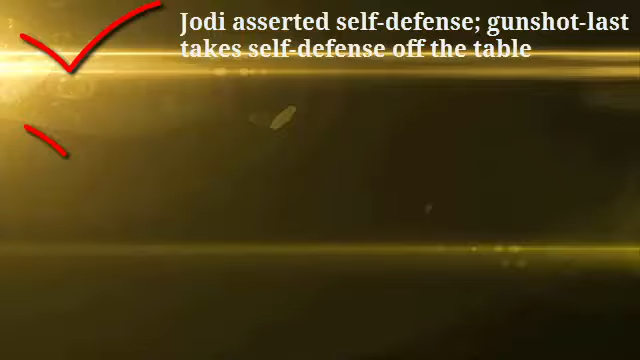 Jodi asserted self-defense; gunshot-last
takes self-defense off the table